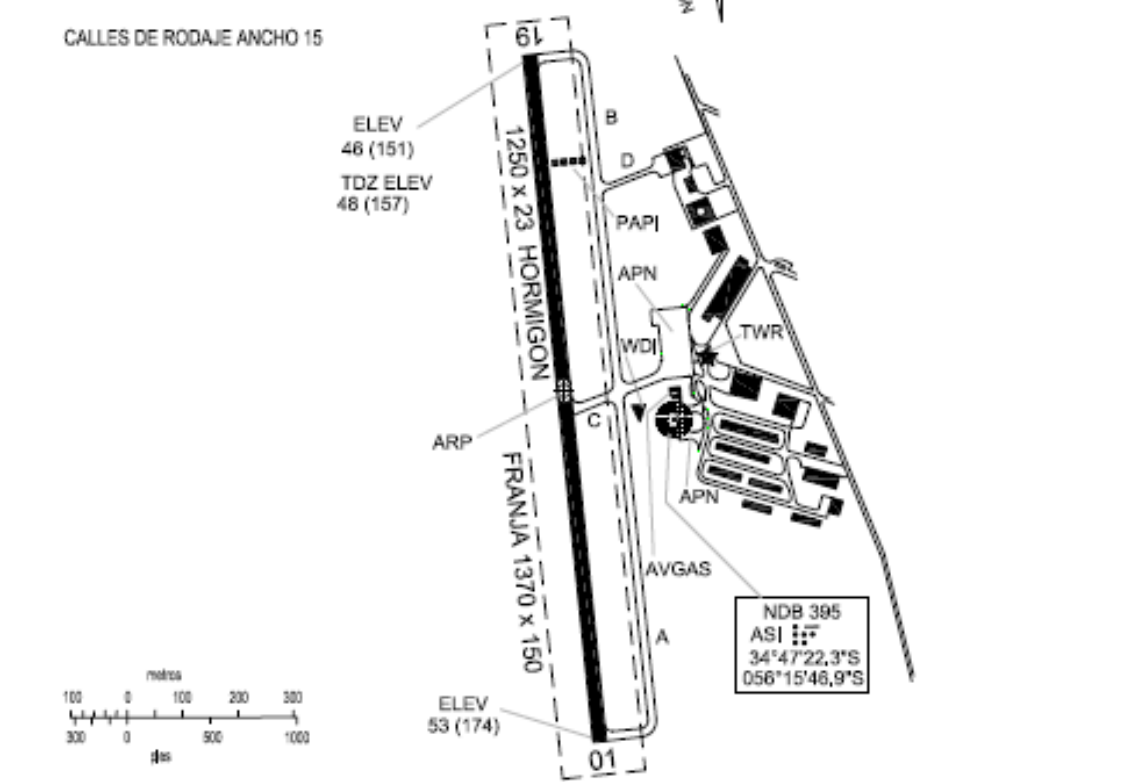 CALLES DE RODAJE ANCHO 15
N
19
ELEV
46 (151)
TDZ ELEV
48 (157)
1250 x 23 HORMIGON
B
D
PAPI
APN
WDI
TWR
ARP
C
FRANJA 1370 x 150
APN
AVGAS
A
NDB 395
ASI
34°47'22,3"S
056°15'46,9"S
ELEV
53 (174)
01
metros
100 0 100 200 300
300 0 500 1000
pies